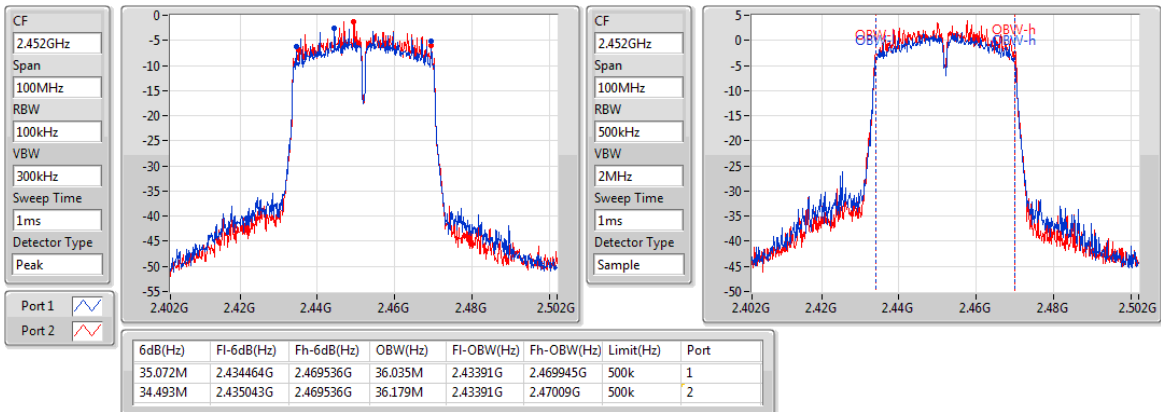 CF
2.452GHz
Span
100MHz
RBW
100kHz
VBW
300kHz
Sweep Time
1ms
Detector Type
Peak
Port 1
Port 2
0
-5
-10
-15
-20
-25
-30
-35
-40
-45
-50
-55
2.402G 2.42G 2.44G 2.46G 2.48G 2.502G
CF
2.452GHz
Span
100MHz
RBW
500kHz
VBW
2MHz
Sweep Time
1ms
Detector Type
Sample
5
0
-5
-10
-15
-20
-25
-30
-35
-40
-45
-50
OBW-h
OBW-h
2.402G 2.42G 2.44G 2.46G 2.48G 2.502G
6dB(Hz) Fl-6dB(Hz) Fh-6dB(Hz) OBW(Hz) Fl-OBW(Hz) Fh-OBW(Hz) Limit(Hz) Port
35.072M 2.434464G 2.469536G 36.035M 2.43391G 2.469945G 500k 1
34.493M 2.435043G 2.469536G 36.179M 2.43391G 2.47009G 500k 2